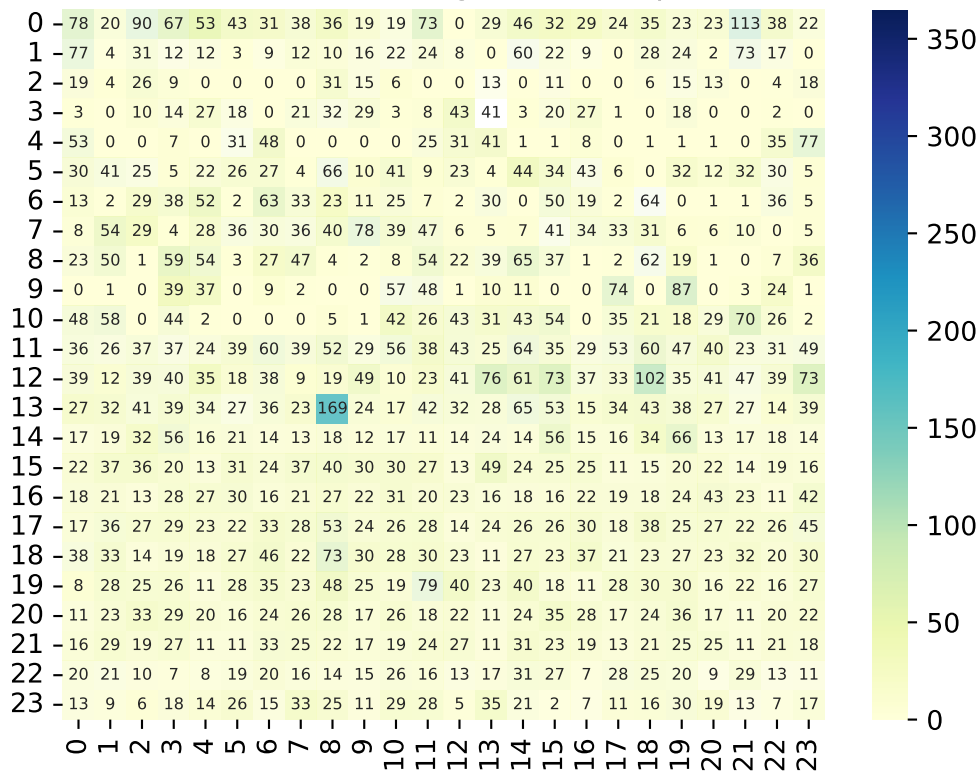 0 78 20 90 67 53 43 31 38 36 19 19 73 0 29 46 32 29 24 35 23 23 113 38 22
1 77 4 31 12 12 3 9 12 10 16 22 24 8 0 60 22 9 0 28 24 2 73 17 0
2 19 4 26 9 0 0 0 0 31 15 6 0 0 13 0 11 0 0 6 15 13 0 4 18
3 3 0 10 14 27 18 0 21 32 29 3 8 43 41 3 20 27 1 0 18 0 0 2 0
4 53 0 0 7 0 31 48 0 0 0 0 25 31 41 1 1 8 0 1 1 1 0 35 77
5 30 41 25 5 22 26 27 4 66 10 41 9 23 4 44 34 43 6 0 32 12 32 30 5
6 13 2 29 38 52 2 63 33 23 11 25 7 2 30 0 50 19 2 64 0 1 1 36 5
7 8 54 29 4 28 36 30 36 40 78 39 47 6 5 7 41 34 33 31 6 6 10 0 5
8 23 50 1 59 54 3 27 47 4 2 8 54 22 39 65 37 1 2 62 19 1 0 7 36
9 0 1 0 39 37 0 9 2 0 0 57 48 1 10 11 0 0 74 0 87 0 3 24 1
10 48 58 0 44 2 0 0 0 5 1 42 26 43 31 43 54 0 35 21 18 29 70 26 2
11 36 26 37 37 24 39 60 39 52 29 56 38 43 25 64 35 29 53 60 47 40 23 31 49
12 39 12 39 40 35 18 38 9 19 49 10 23 41 76 61 73 37 33 102 35 41 47 39 73
13 27 32 41 39 34 27 36 23 169 24 17 42 32 28 65 53 15 34 43 38 27 27 14 39
14 17 19 32 56 16 21 14 13 18 12 17 11 14 24 14 56 15 16 34 66 13 17 18 14
15 22 37 36 20 13 31 24 37 40 30 30 27 13 49 24 25 25 11 15 20 22 14 19 16
16 18 21 13 28 27 30 16 21 27 22 31 20 23 16 18 16 22 19 18 24 43 23 11 42
17 17 36 27 29 23 22 33 28 53 24 26 28 14 24 26 26 30 18 38 25 27 22 26 45
18 38 33 14 19 18 27 46 22 73 30 28 30 23 11 27 23 37 21 23 27 23 32 20 30
19 8 28 25 26 11 28 35 23 48 25 19 79 40 23 40 18 11 28 30 30 16 22 16 27
20 11 23 33 29 20 16 24 26 28 17 26 18 22 11 24 35 28 17 24 36 17 11 20 22
21 16 29 19 27 11 11 33 25 22 17 19 24 27 11 31 23 19 13 21 25 25 11 21 18
22 20 21 10 7 8 19 20 16 14 15 26 16 13 17 31 27 7 28 25 20 9 29 13 11
23 13 9 6 18 14 26 15 33 25 11 29 28 5 35 21 2 7 11 16 30 19 13 7 17
0 1 2 3 4 5 6 7 8 9 10 11 12 13 14 15 16 17 18 19 20 21 22 23
350
300
250
200
150
100
50
0